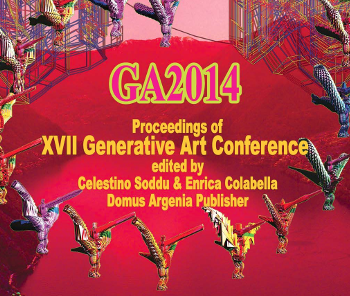 GA2014
Proceedings of
XVII Generative Art Conference
edited by
Celestino Soddu & Enrica Colabella
Domus Argenia Publisher